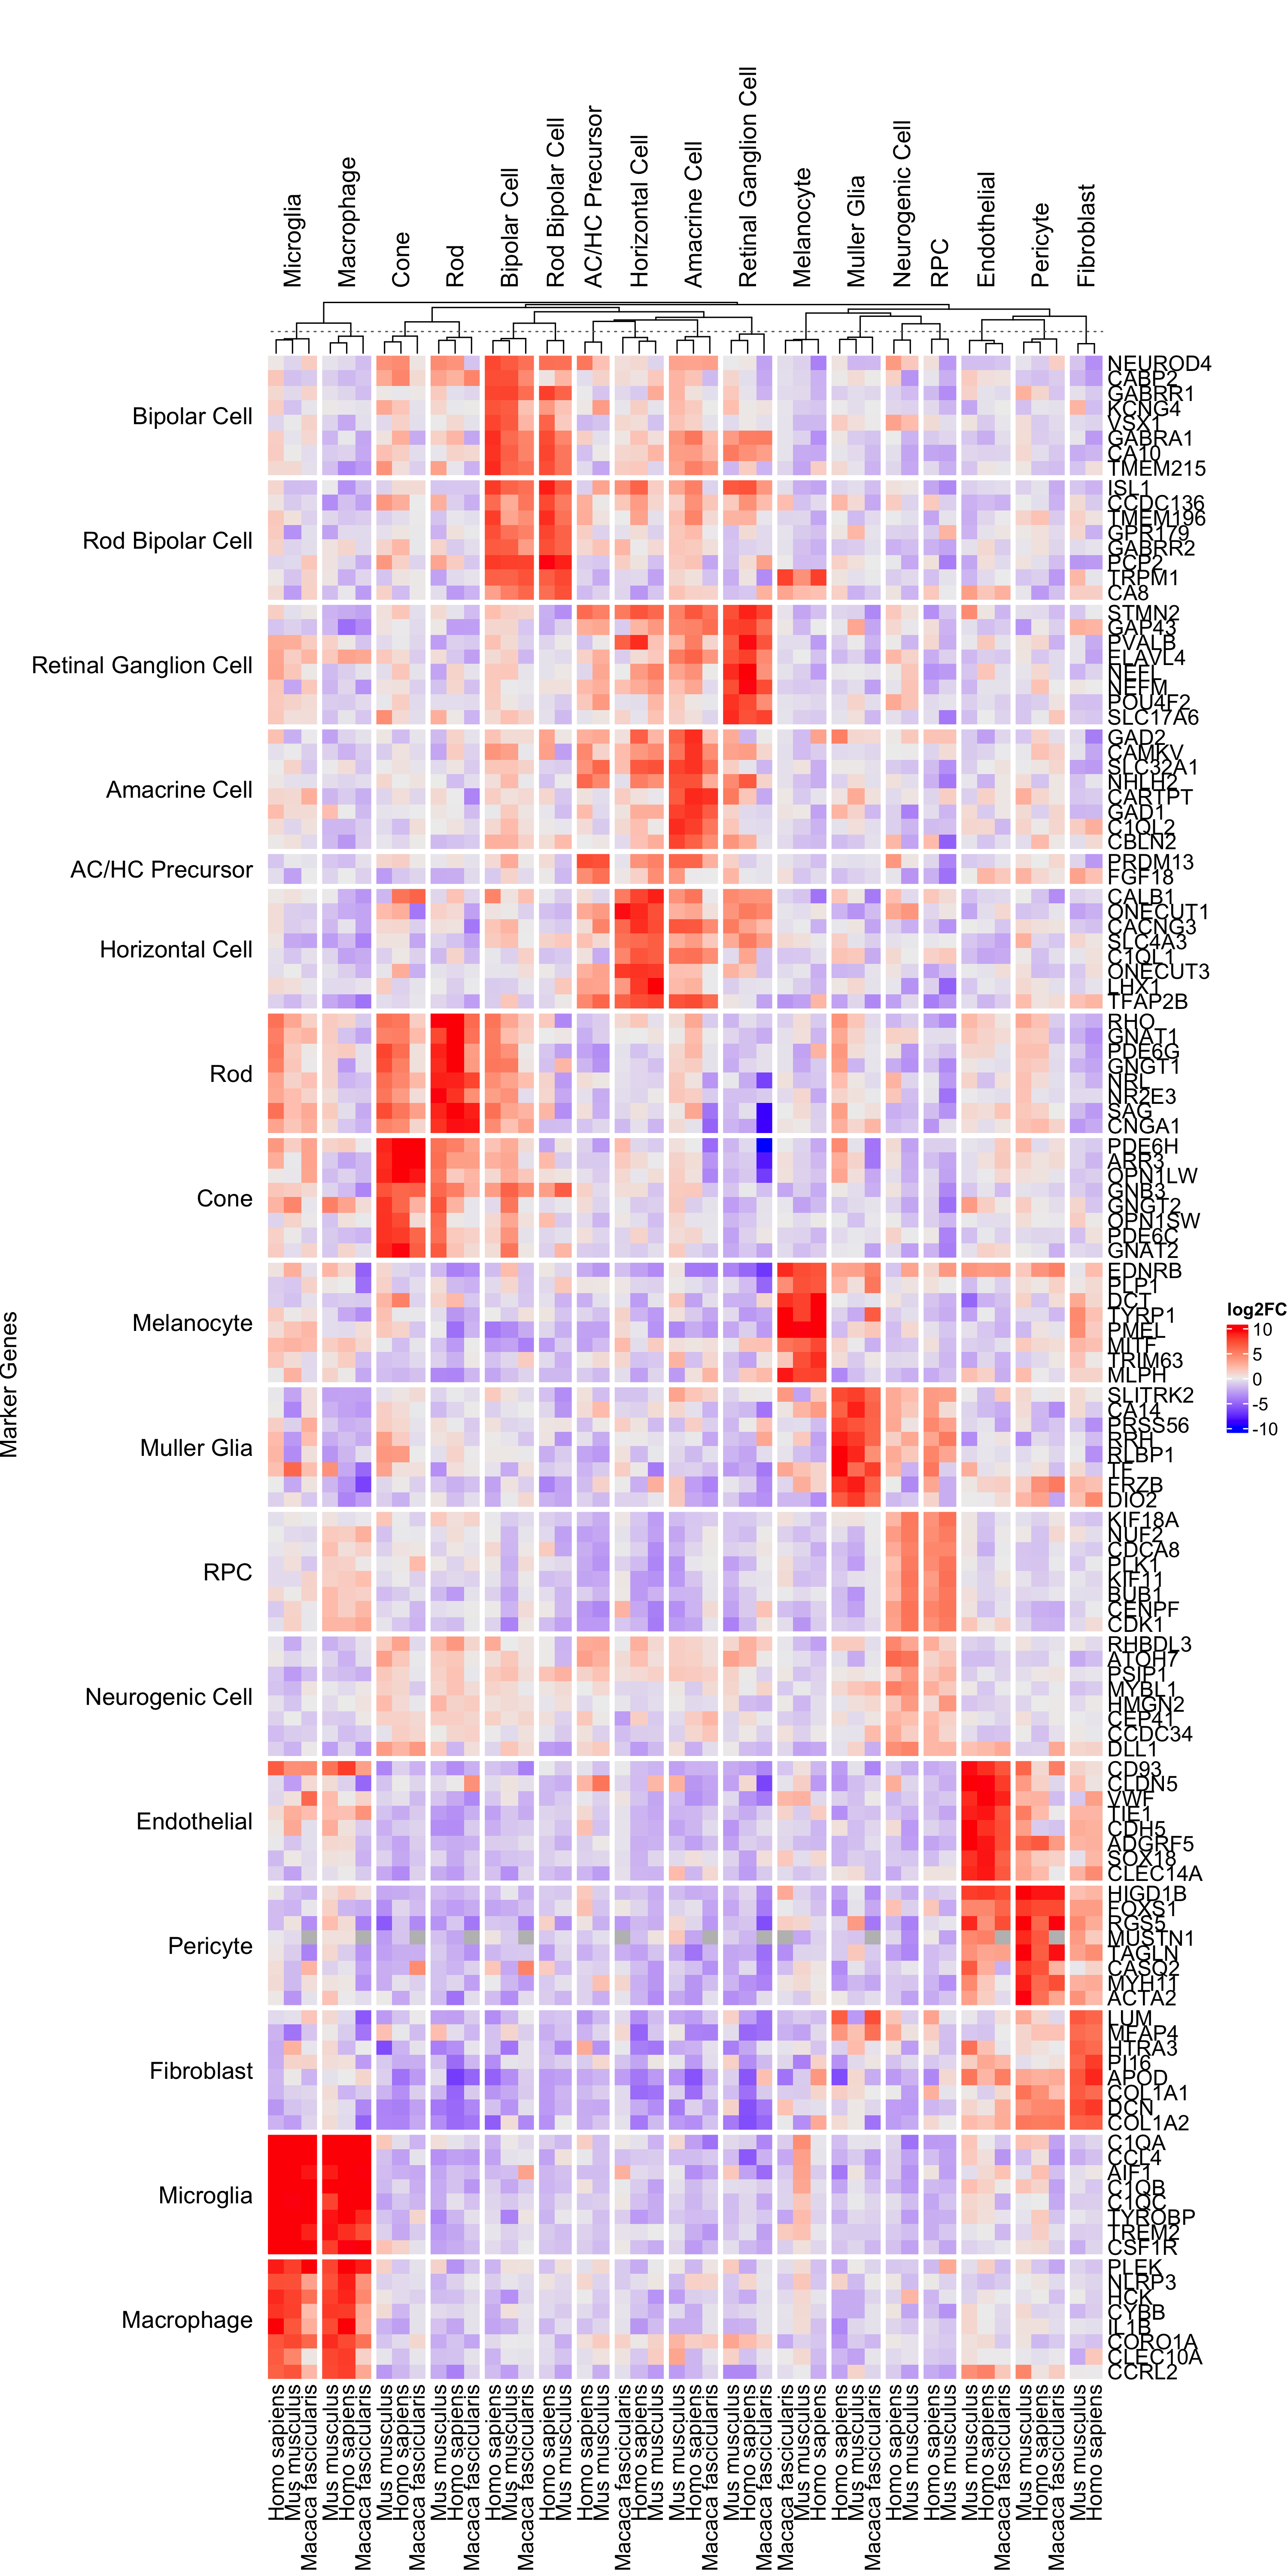 Microglia
Macrophage
Cone
Rod
Bipolar Cell
Rod Bipolar Cell
AC/HC Precursor
Horizontal Cell
Amacrine Cell
Retinal Ganglion Cell
Melanocyte
Muller Glia
Neurogenic Cell
RPC
Endothelial
Pericyte
Fibroblast
Marker Genes
Bipolar Cell
NEUROD4
CABP2
GABRR1
KCNG4
VSX1
GABRA1
CA10
TMEM215
Rod Bipolar Cell
ISL1
CCDC136
TMEM196
GPR179
GABRR2
PCP2
TRPM1
CA8
Retinal Ganglion Cell
STMN2
GAP43
PVALB
ELAVL4
NEFL
NEFM
POU4F2
SLC17A6
Amacrine Cell
GAD2
CAMKV
SLC32A1
NHLH2
CARTPT
GAD1
C1QL2
CBLN2
AC/HC Precursor
PRDM13
FGF18
Horizontal Cell
CALB1
ONECUT1
CACNG3
SLC4A3
C1QL1
ONECUT3
LHX1
TFAP2B
Rod
RHO
GNAT1
PDE6G
GNGT1
NRL
NR2E3
SAG
CNGA1
Cone
PDE6H
ARR3
OPN1LW
GNB3
GNGT2
OPN1SW
PDE6C
GNAT2
Melanocyte
EDNRB
PLP1
DCT
TYRP1
PMEL
MITF
TRIM63
MLPH
Muller Glia
SLITRK2
CA14
PRSS56
RLBP1
TF
FRZB
DIO2
RPC
KIF18A
NUF2
CDCA8
PLK1
KIF11
BUB1
CENPF
CDK1
Neurogenic Cell
RHBDL3
ATOH7
PSIP1
MYBL1
HMGN2
CEP41
CCDC34
DLL1
Endothelial
CD93
CLDN5
VWF
TIE1
CDH5
ADGRF5
SOX18
CLEC14A
Pericyte
HIGD1B
FOXS1
RGS5
MUSTN1
TAGLN
CASQ2
MYH11
ACTA2
Fibroblast
LUM
MFAP4
HTRA3
PI16
APOD
COL1A1
DCN
COL1A2
Microglia
C1QA
CCL4
AIF1
C1QB
C1QC
TYROBP
TREM2
CSF1R
Macrophage
PLEK
NLRP3
HCK
CYBB
IL1B
CORO1A
CLEC10A
CCRL2
log2FC
10
5
0
-5
-10
Homo sapiens
Mus musculus
Macaca fascicularis
Mus musculus
Homo sapiens
Macaca fascicularis
Mus musculus
Homo sapiens
Macaca fascicularis
Mus musculus
Homo sapiens
Macaca fascicularis
Homo sapiens
Mus musculus
Macaca fascicularis
Homo sapiens
Mus musculus
Homo sapiens
Mus musculus
Macaca fascicularis
Homo sapiens
Mus musculus
Mus musculus
Homo sapiens
Macaca fascicularis
Mus musculus
Homo sapiens
Macaca fascicularis
Macaca fascicularis
Mus musculus
Homo sapiens
Homo sapiens
Mus musculus
Macaca fascicularis
Homo sapiens
Mus musculus
Homo sapiens
Mus musculus
Mus musculus
Homo sapiens
Macaca fascicularis
Mus musculus
Homo sapiens
Macaca fascicularis
Mus musculus
Homo sapiens